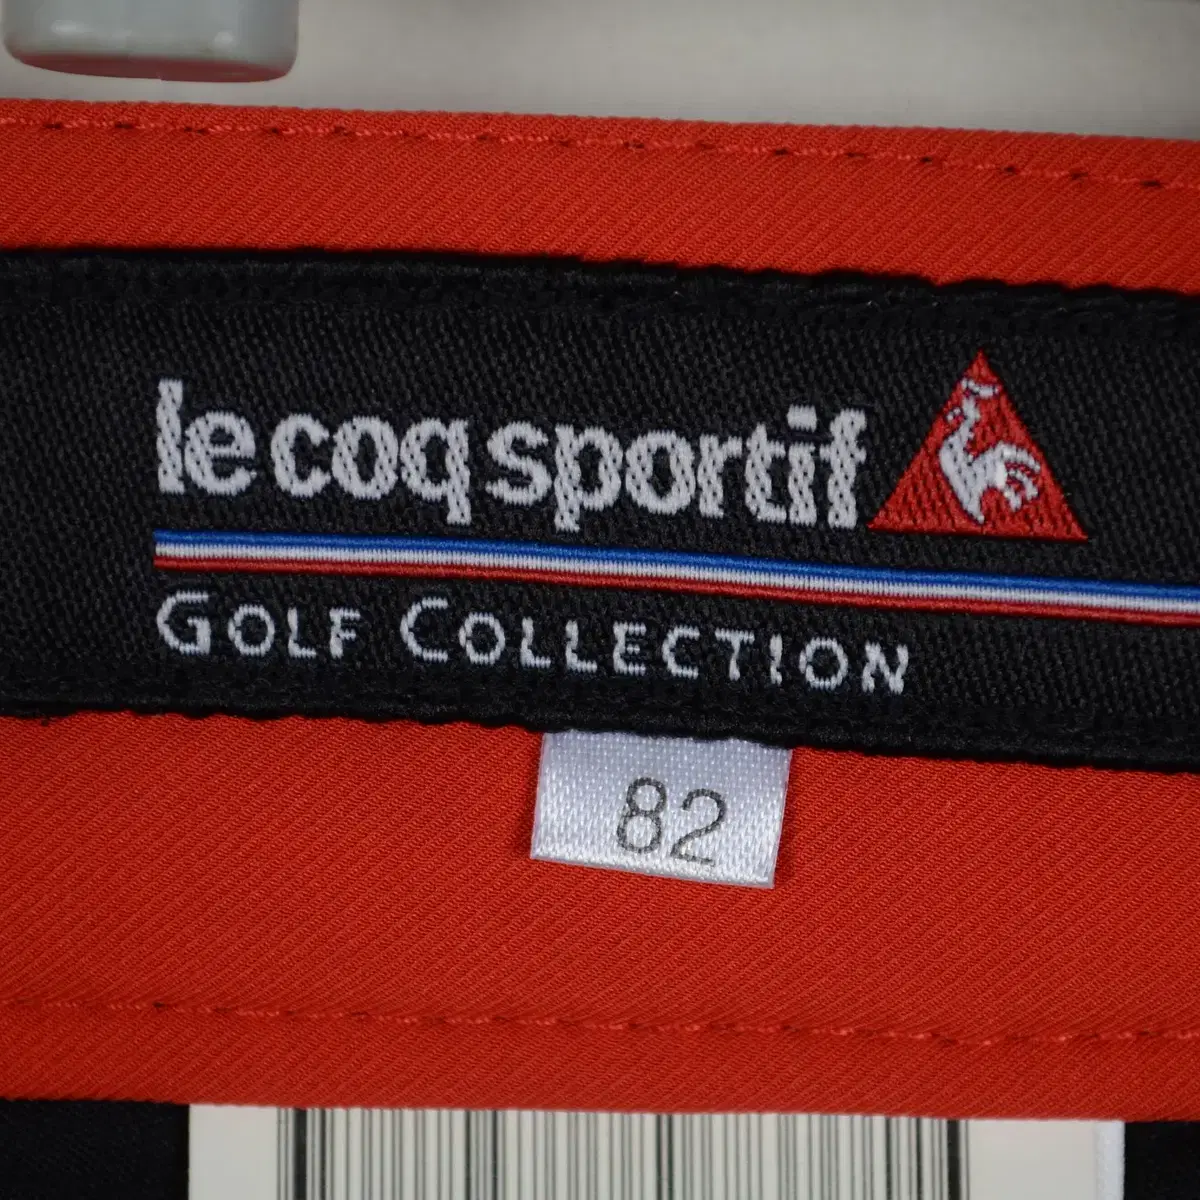 le coq sportif
GOLF COLLECTION
82